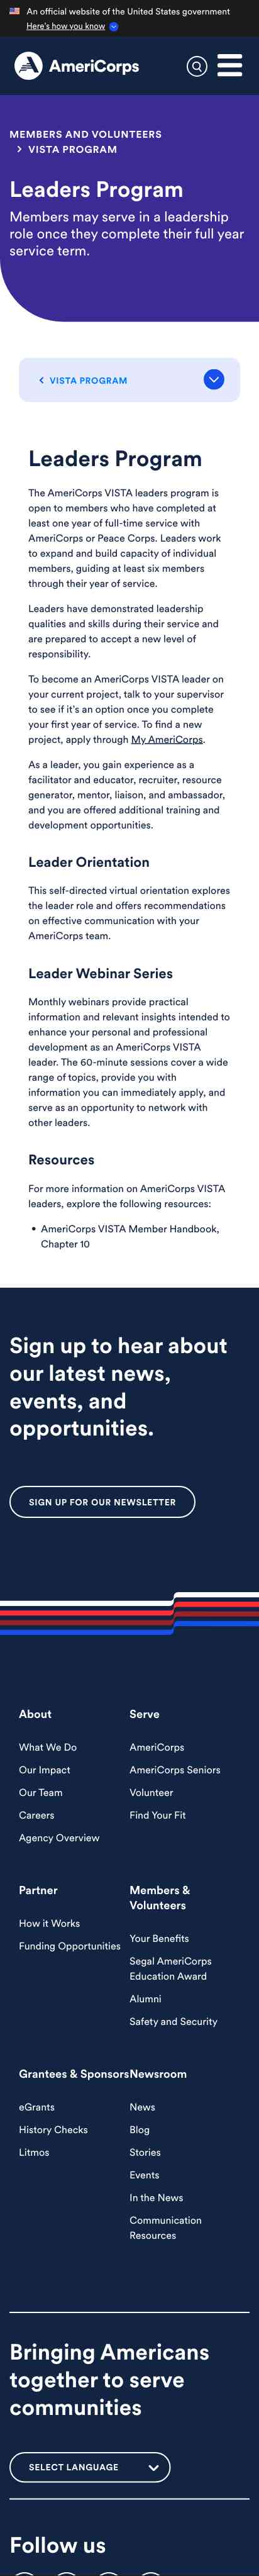 An official website of the United States government
Here's how you know
AmeriCorps
MEMBERS AND VOLUNTEERS
VISTA PROGRAM
Leaders Program
Members may serve in a leadership
role once they complete their full year
service term.
VISTA PROGRAM
Leaders Program
The AmeriCorps VISTA leaders program is
open to members who have completed at
least one year of full-time service with
AmeriCorps or Peace Corps. Leaders work
to expand and build capacity of individual
members, guiding at least six members
through their year of service.
Leaders have demonstrated leadership
qualities and skills during their service and
are prepared to accept a new level of
responsibility.
To become an AmeriCorps VISTA leader on
your current project, talk to your supervisor
to see if it's an option once you complete
your first year of service. To find a new
project, apply through My AmeriCorps.
As a leader, you gain experience as a
facilitator and educator, recruiter, resource
generator, mentor, liaison, and ambassador,
and you are offered additional training and
development opportunities.
Leader Orientation
This self-directed virtual orientation explores
the leader role and offers recommendations
on effective communication with your
AmeriCorps team.
Leader Webinar Series
Monthly webinars provide practical
information and relevant insights intended to
enhance your personal and professional
development as an AmeriCorps VISTA
leader. The 60-minute sessions cover a wide
range of topics, provide you with
information you can immediately apply, and
serve as an opportunity to network with
other leaders.
Resources
For more information on AmeriCorps VISTA
leaders, explore the following resources:
• AmeriCorps VISTA Member Handbook,
Chapter 10
Sign up to hear about
our latest news,
events, and
opportunities.
SIGN UP FOR OUR NEWSLETTER
About
What We Do
Our Impact
Our Team
Careers
Agency Overview
Serve
AmeriCorps
AmeriCorps Seniors
Volunteer
Find Your Fit
Partner
How it Works
Funding Opportunities
Members &
Volunteers
Your Benefits
Segal AmeriCorps
Education Award
Alumni
Safety and Security
Grantees & Sponsors
eGrants
History Checks
Litmos
Newsroom
News
Blog
Stories
Events
In the News
Communication
Resources
Bringing Americans
together to serve
communities
SELECT LANGUAGE
Follow us